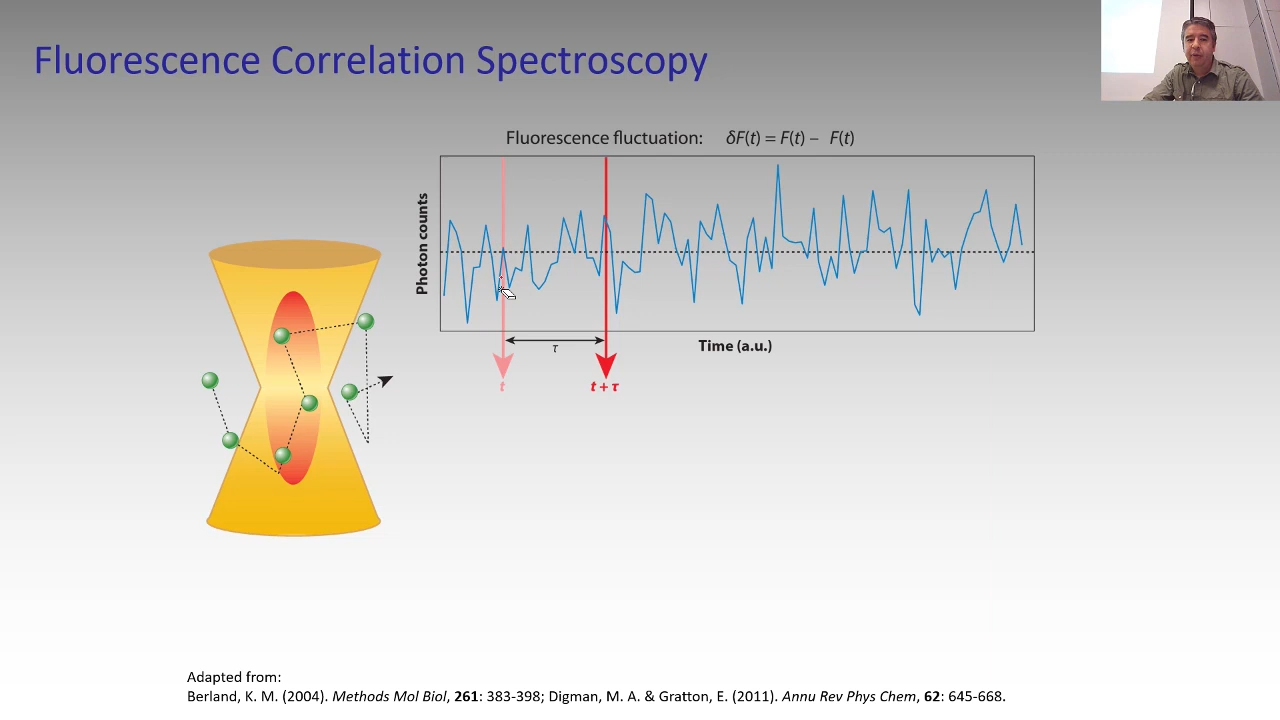 Fluorescence Correlation Spectroscopy
Fluorescence fluctuation: δF(t) = F(t) – F(t)
Photon counts
τ
Time (a.u.)
t
t + τ
Adapted from:
Berland, K. M. (2004). Methods Mol Biol, 261: 383-398; Digman, M. A. & Gratton, E. (2011). Annu Rev Phys Chem, 62: 645-668.